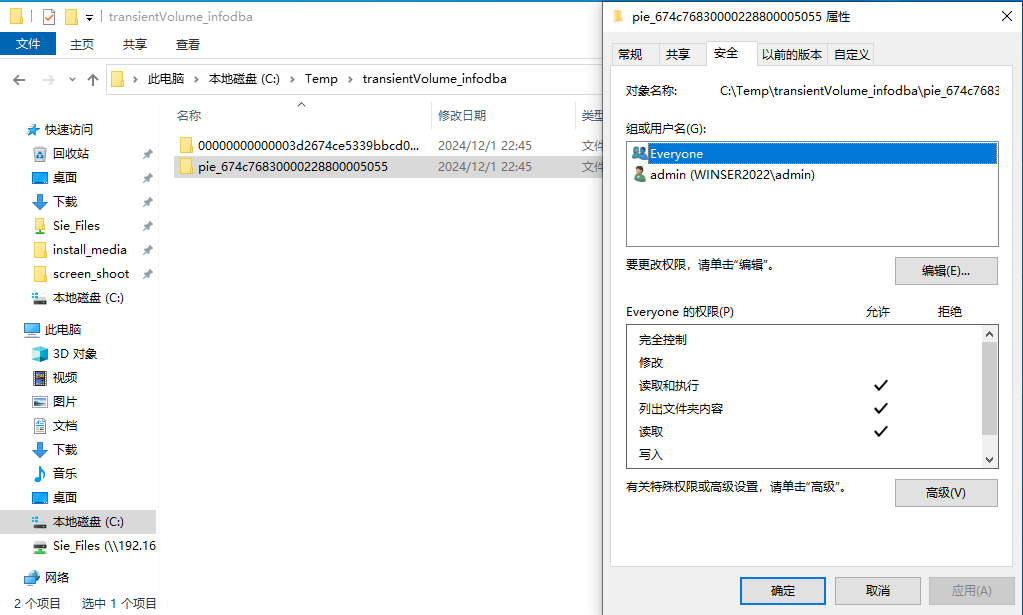 transientVolume_infodba
文件 主页 共享 查看
此电脑 本地磁盘 (C:) Temp transientVolume_infodba
名称 修改日期 类型
00000000000003d2674ce5339bbcd0... 2024/12/1 22:45 文件
pie_674c76830000228800005055 2024/12/1 22:45 文件
快速访问
回收站
桌面
下载
Sie_Files
install_media
screen_shoot
本地磁盘 (C:)
此电脑
3D 对象
视频
图片
文档
下载
音乐
桌面
本地磁盘 (C:)
Sie_Files (\\192.16
网络
2 个项目 选中 1 个项目
pie_674c76830000228800005055 属性
常规 共享 安全 以前的版本 自定义
对象名称: C:\Temp\transientVolume_infodba\pie_674c7683
组或用户名(G):
Everyone
admin (WINSER2022\admin)
要更改权限，请单击"编辑"。
编辑(E)...
Everyone 的权限(P) 允许 拒绝
完全控制
修改
读取和执行
列出文件夹内容
读取
写入
有关特殊权限或高级设置，请单击"高级"。
高级(V)
确定 取消 应用(A)